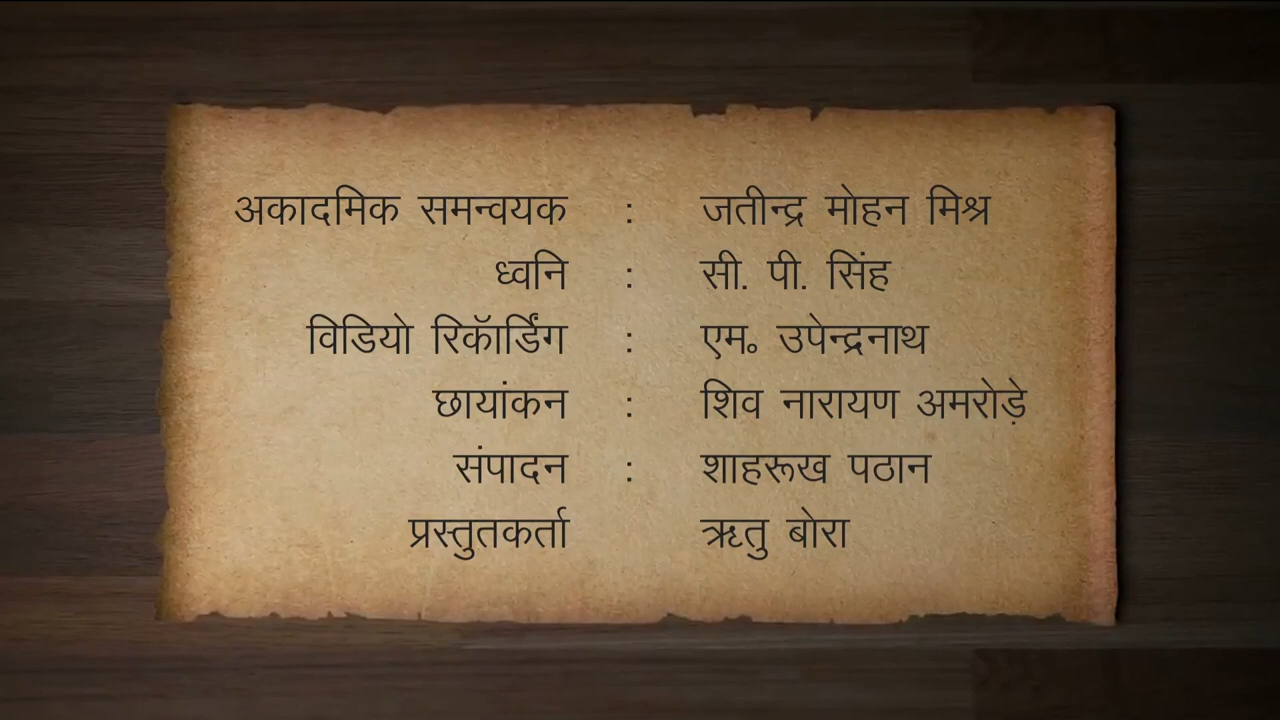 अकादमिक समन्वयक : जतीन्द्र मोहन मिश्र
ध्वनि : सी. पी. सिंह
विडियो रिकॉर्डिंग : एम॰ उपेन्द्रनाथ
छायांकन : शिव नारायण अमरोड़े
संपादन : शाहरूख पठान
प्रस्तुतकर्ता ऋतु बोरा